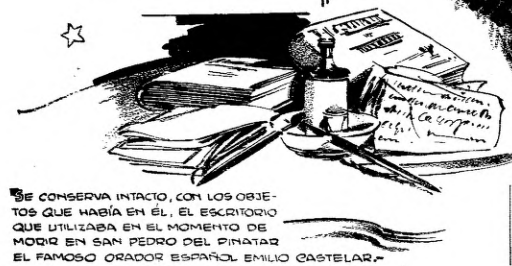 SE CONSERVA INTACTO, CON LOS OBJE-
TOS QUE HABÍA EN ÉL, EL ESCRITORIO
QUE UTILIZABA EN EL MOMENTO DE
MORIR EN SAN PEDRO DEL PINATAR
EL FAMOSO ORADOR ESPAÑOL EMILIO CASTELAR.-